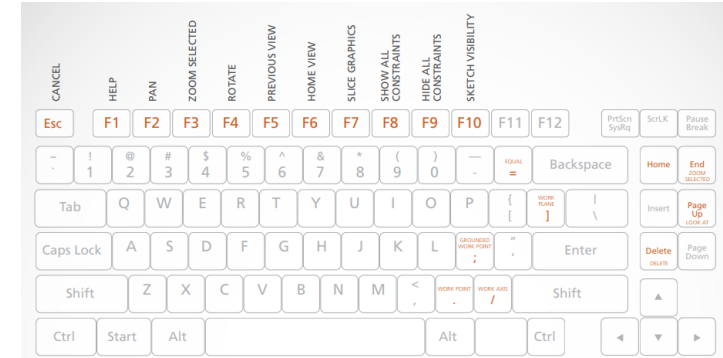 CANCEL
HELP
PAN
ZOOM SELECTED
ROTATE
PREVIOUS VIEW
HOME VIEW
SLICE GRAPHICS
SHOW ALL
CONSTRAINTS
HIDE ALL
CONSTRAINTS
SKETCH VISIBILITY
Esc F1 F2 F3 F4 F5 F6 F7 F8 F9 F10 F11 F12 PrtScn ScrLK Pause
SysRq Break
~ ! @ # $ % ^ & * ( ) — EQUAL Backspace Home End
` 1 2 3 4 5 6 7 8 9 0 - = ZOOM
SELECTED
Tab Q W E R T Y U I O P { WORK | Insert Page
PLANE Up
[ ] \ LOOK AT
Caps Lock A S D F G H J K L GROUNDED " Enter Delete Page
WORK POINT Down
; ' DELETE
Shift Z X C V B N M < WORK POINT WORK AXIS Shift ▲
, . /
Ctrl Start Alt Alt Ctrl ◄ ▼ ►